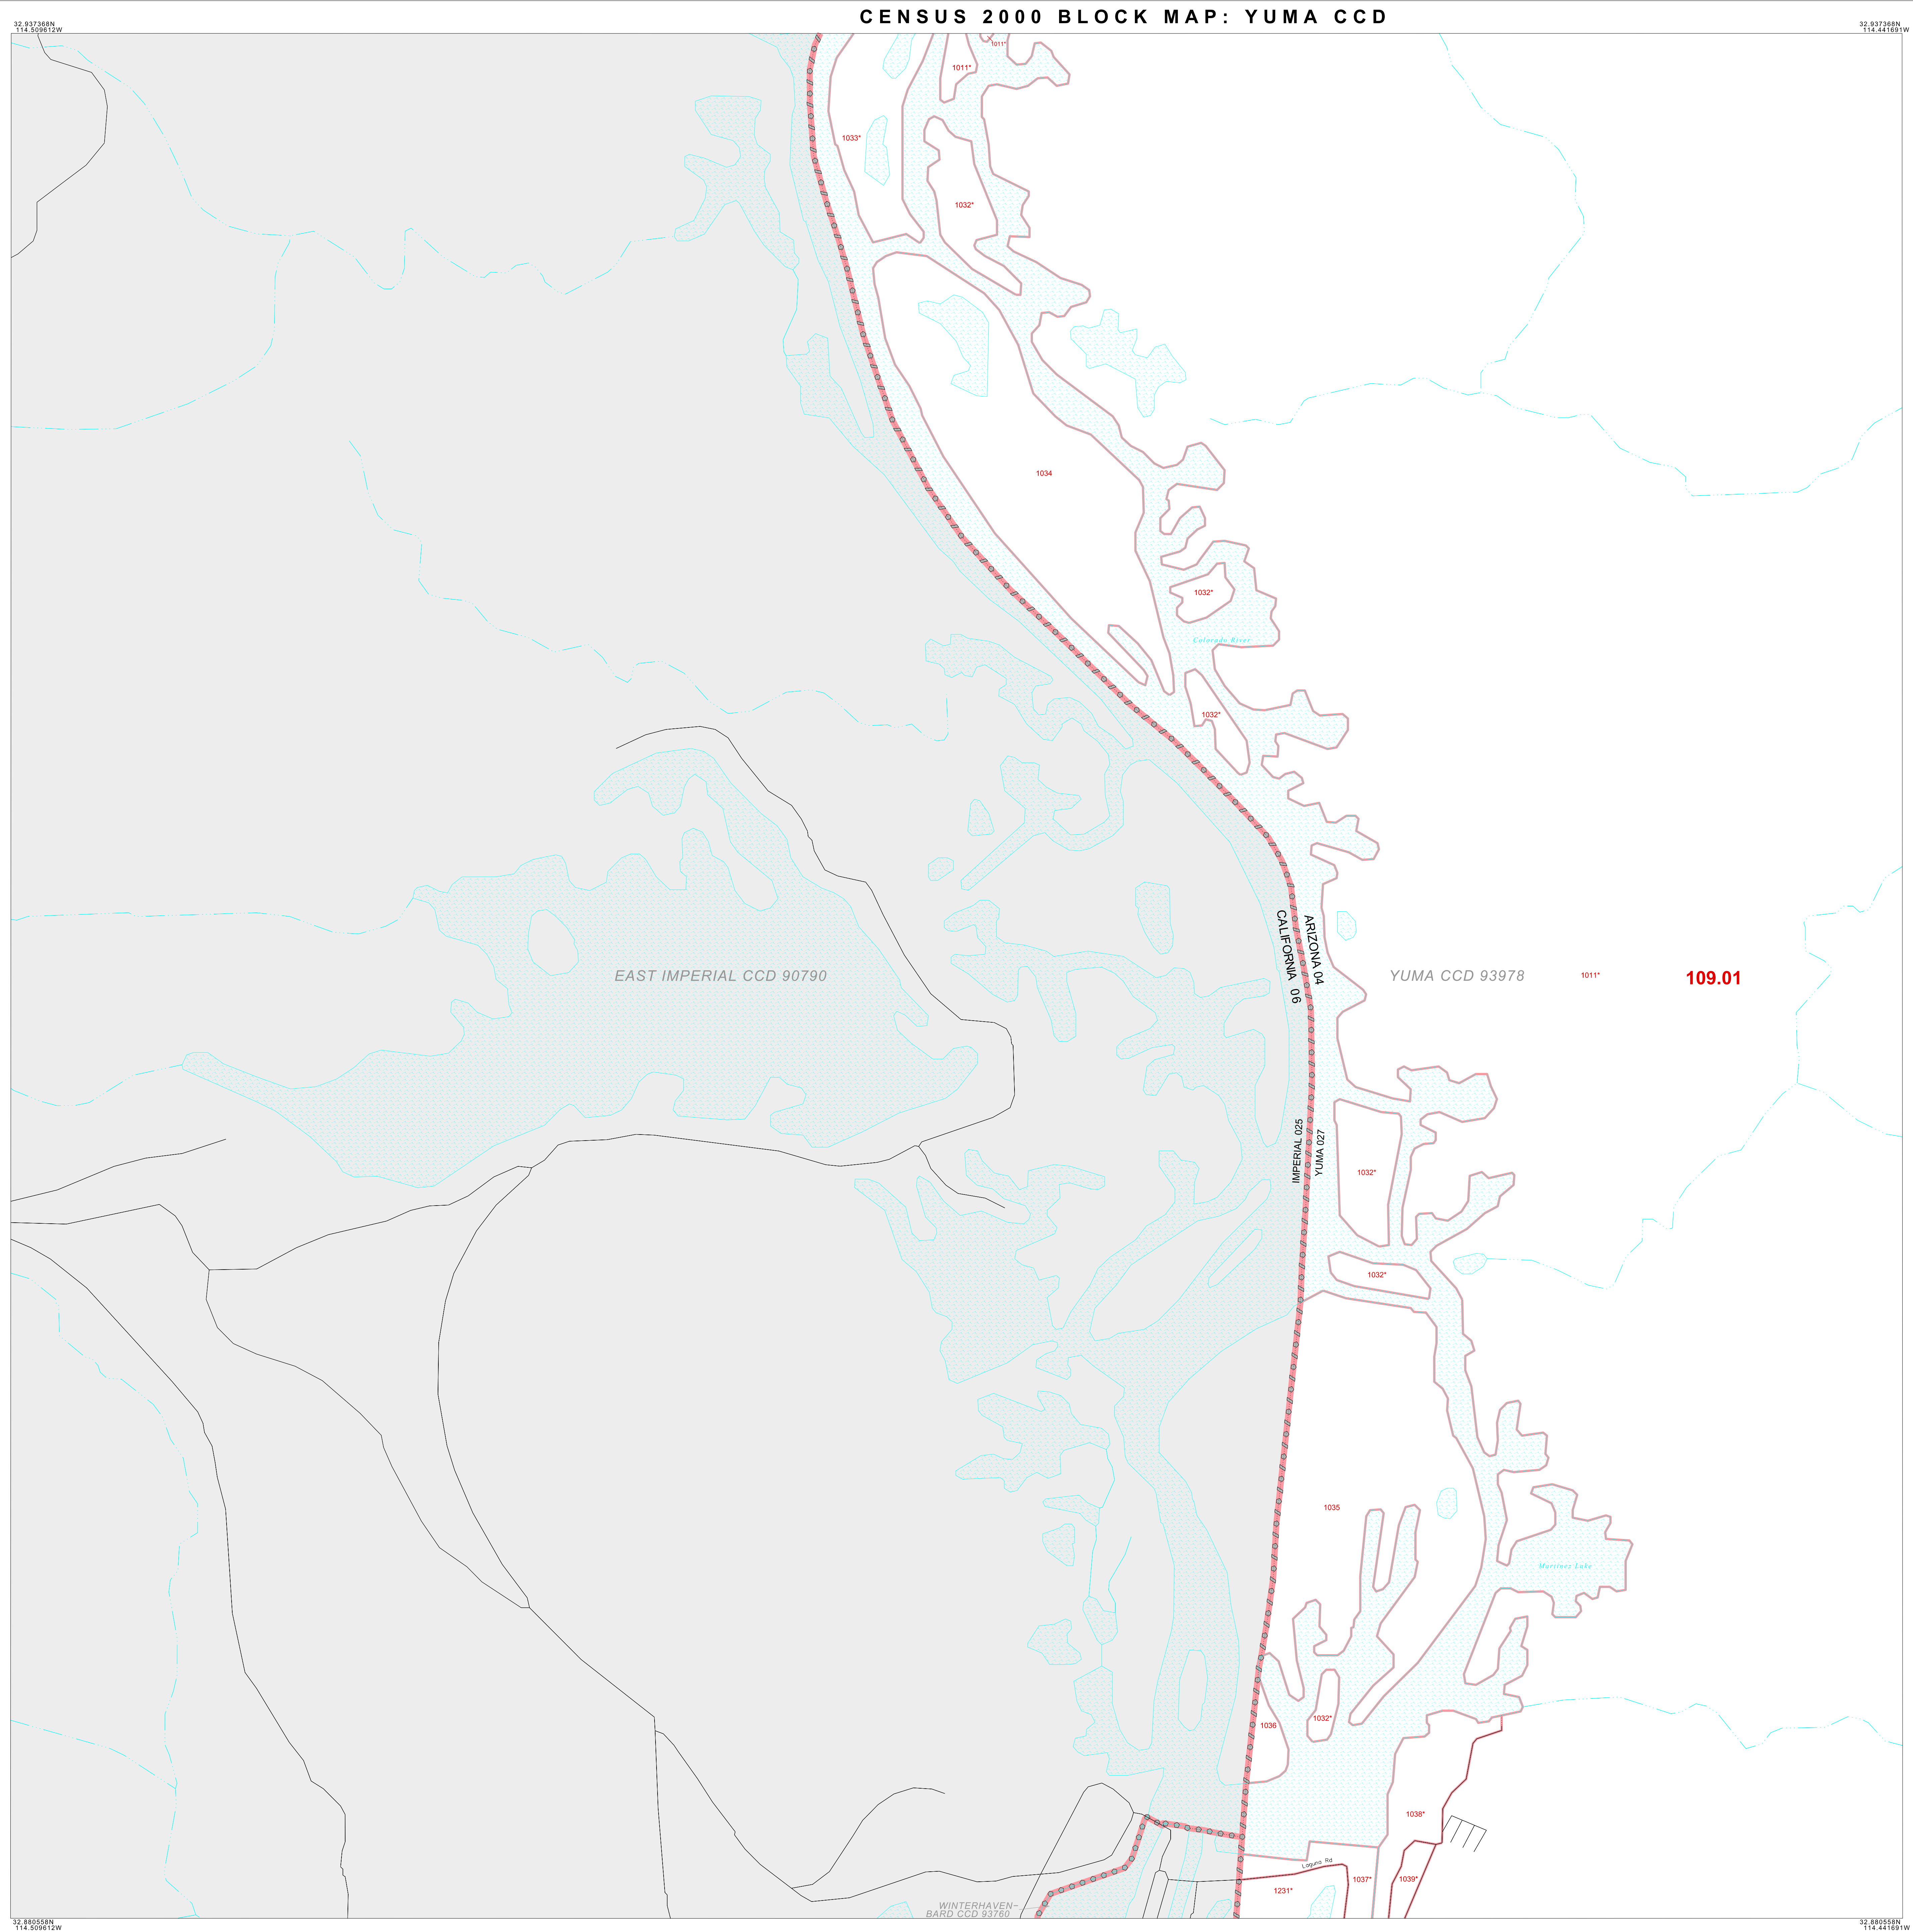 CENSUS 2000 BLOCK MAP: YUMA CCD
32.937368N
114.509612W
32.937368N
114.441691W
1011*
1011*
1033*
1032*
1034
1032*
Colorado River
1032*
CALIFORNIA 06
ARIZONA 04
EAST IMPERIAL CCD 90790
YUMA CCD 93978
1011*
109.01
IMPERIAL 025
YUMA 027
1032*
1032*
1035
Martinez Lake
1036
1032*
1038*
Laguna Rd
1231*
1037*
1039*
WINTERHAVEN-
BARD CCD 93760
32.880558N
114.509612W
32.880558N
114.441691W